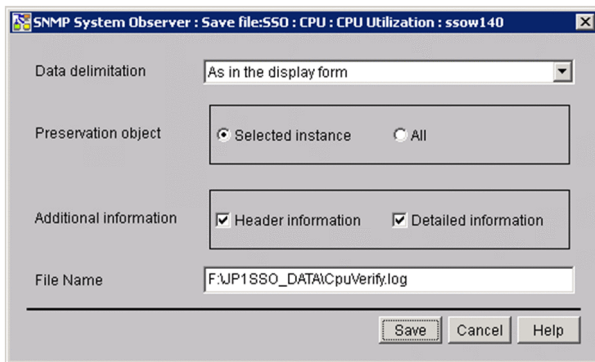 SNMP System Observer : Save file:SSO : CPU : CPU Utilization : ssow140
Data delimitation As in the display form
Preservation object Selected instance All
Additional information Header information Detailed information
File Name F:\JP1SSO_DATA\CpuVerify.log
Save Cancel Help